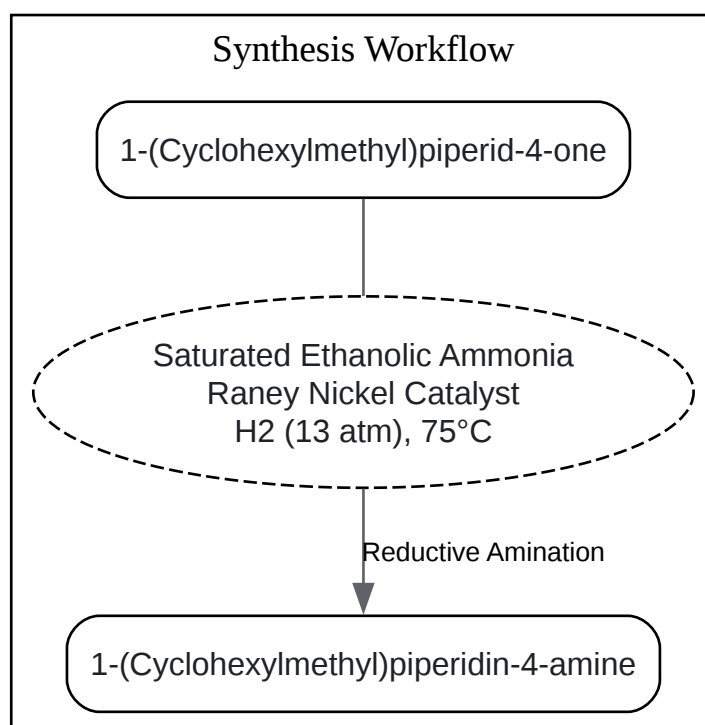 Synthesis Workflow
1-(Cyclohexylmethyl)piperid-4-one
Saturated Ethanolic Ammonia
Raney Nickel Catalyst
H2 (13 atm), 75°C
Reductive Amination
1-(Cyclohexylmethyl)piperidin-4-amine